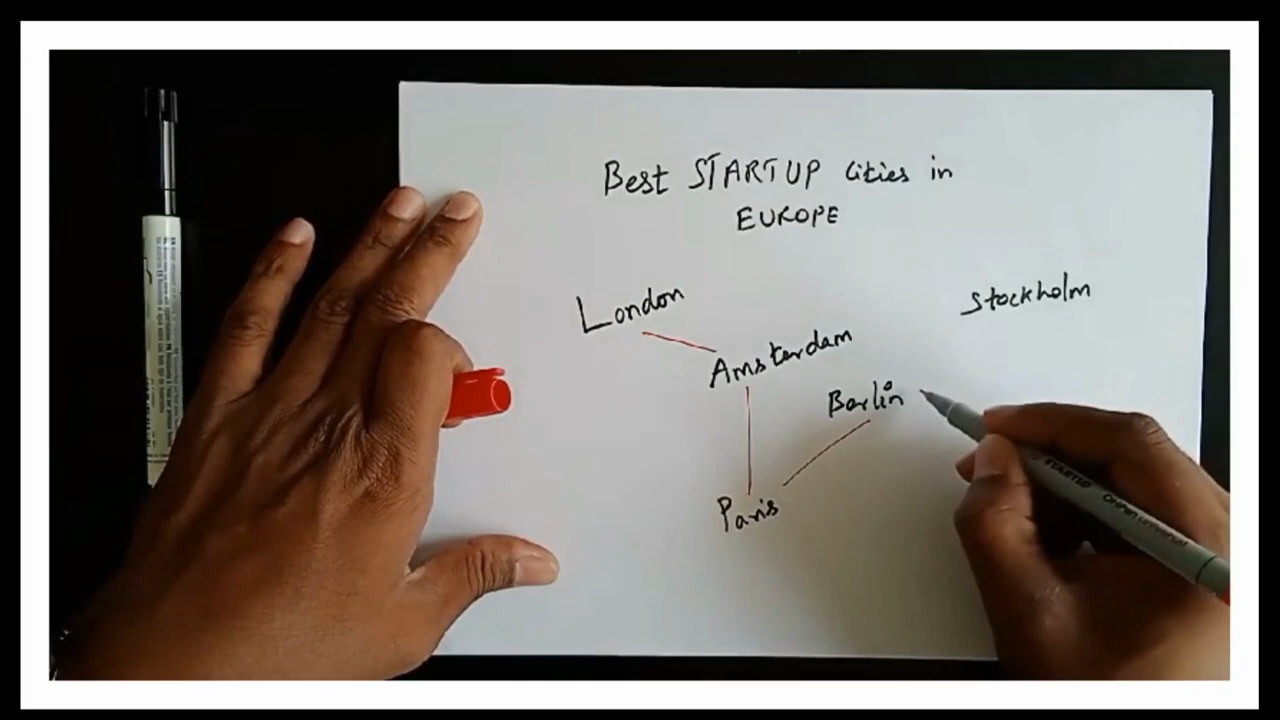 Best STARTUP cities in
EUROPE
London
Stockholm
Amsterdam
Berlin
Paris